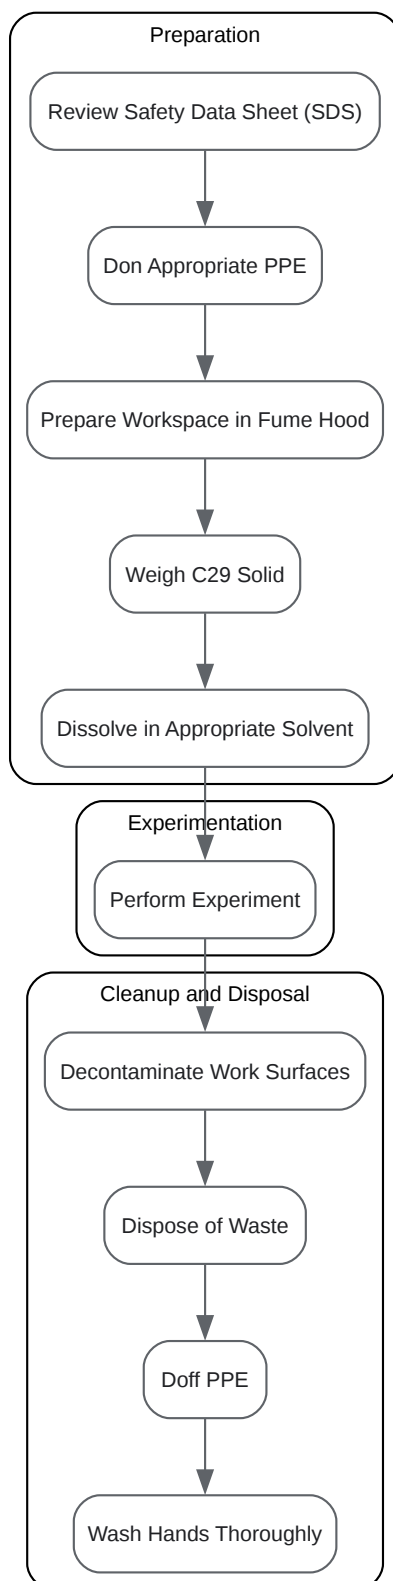 Preparation
Review Safety Data Sheet (SDS)
Don Appropriate PPE
Prepare Workspace in Fume Hood
Weigh C29 Solid
Dissolve in Appropriate Solvent
Experimentation
Perform Experiment
Cleanup and Disposal
Decontaminate Work Surfaces
Dispose of Waste
Doff PPE
Wash Hands Thoroughly